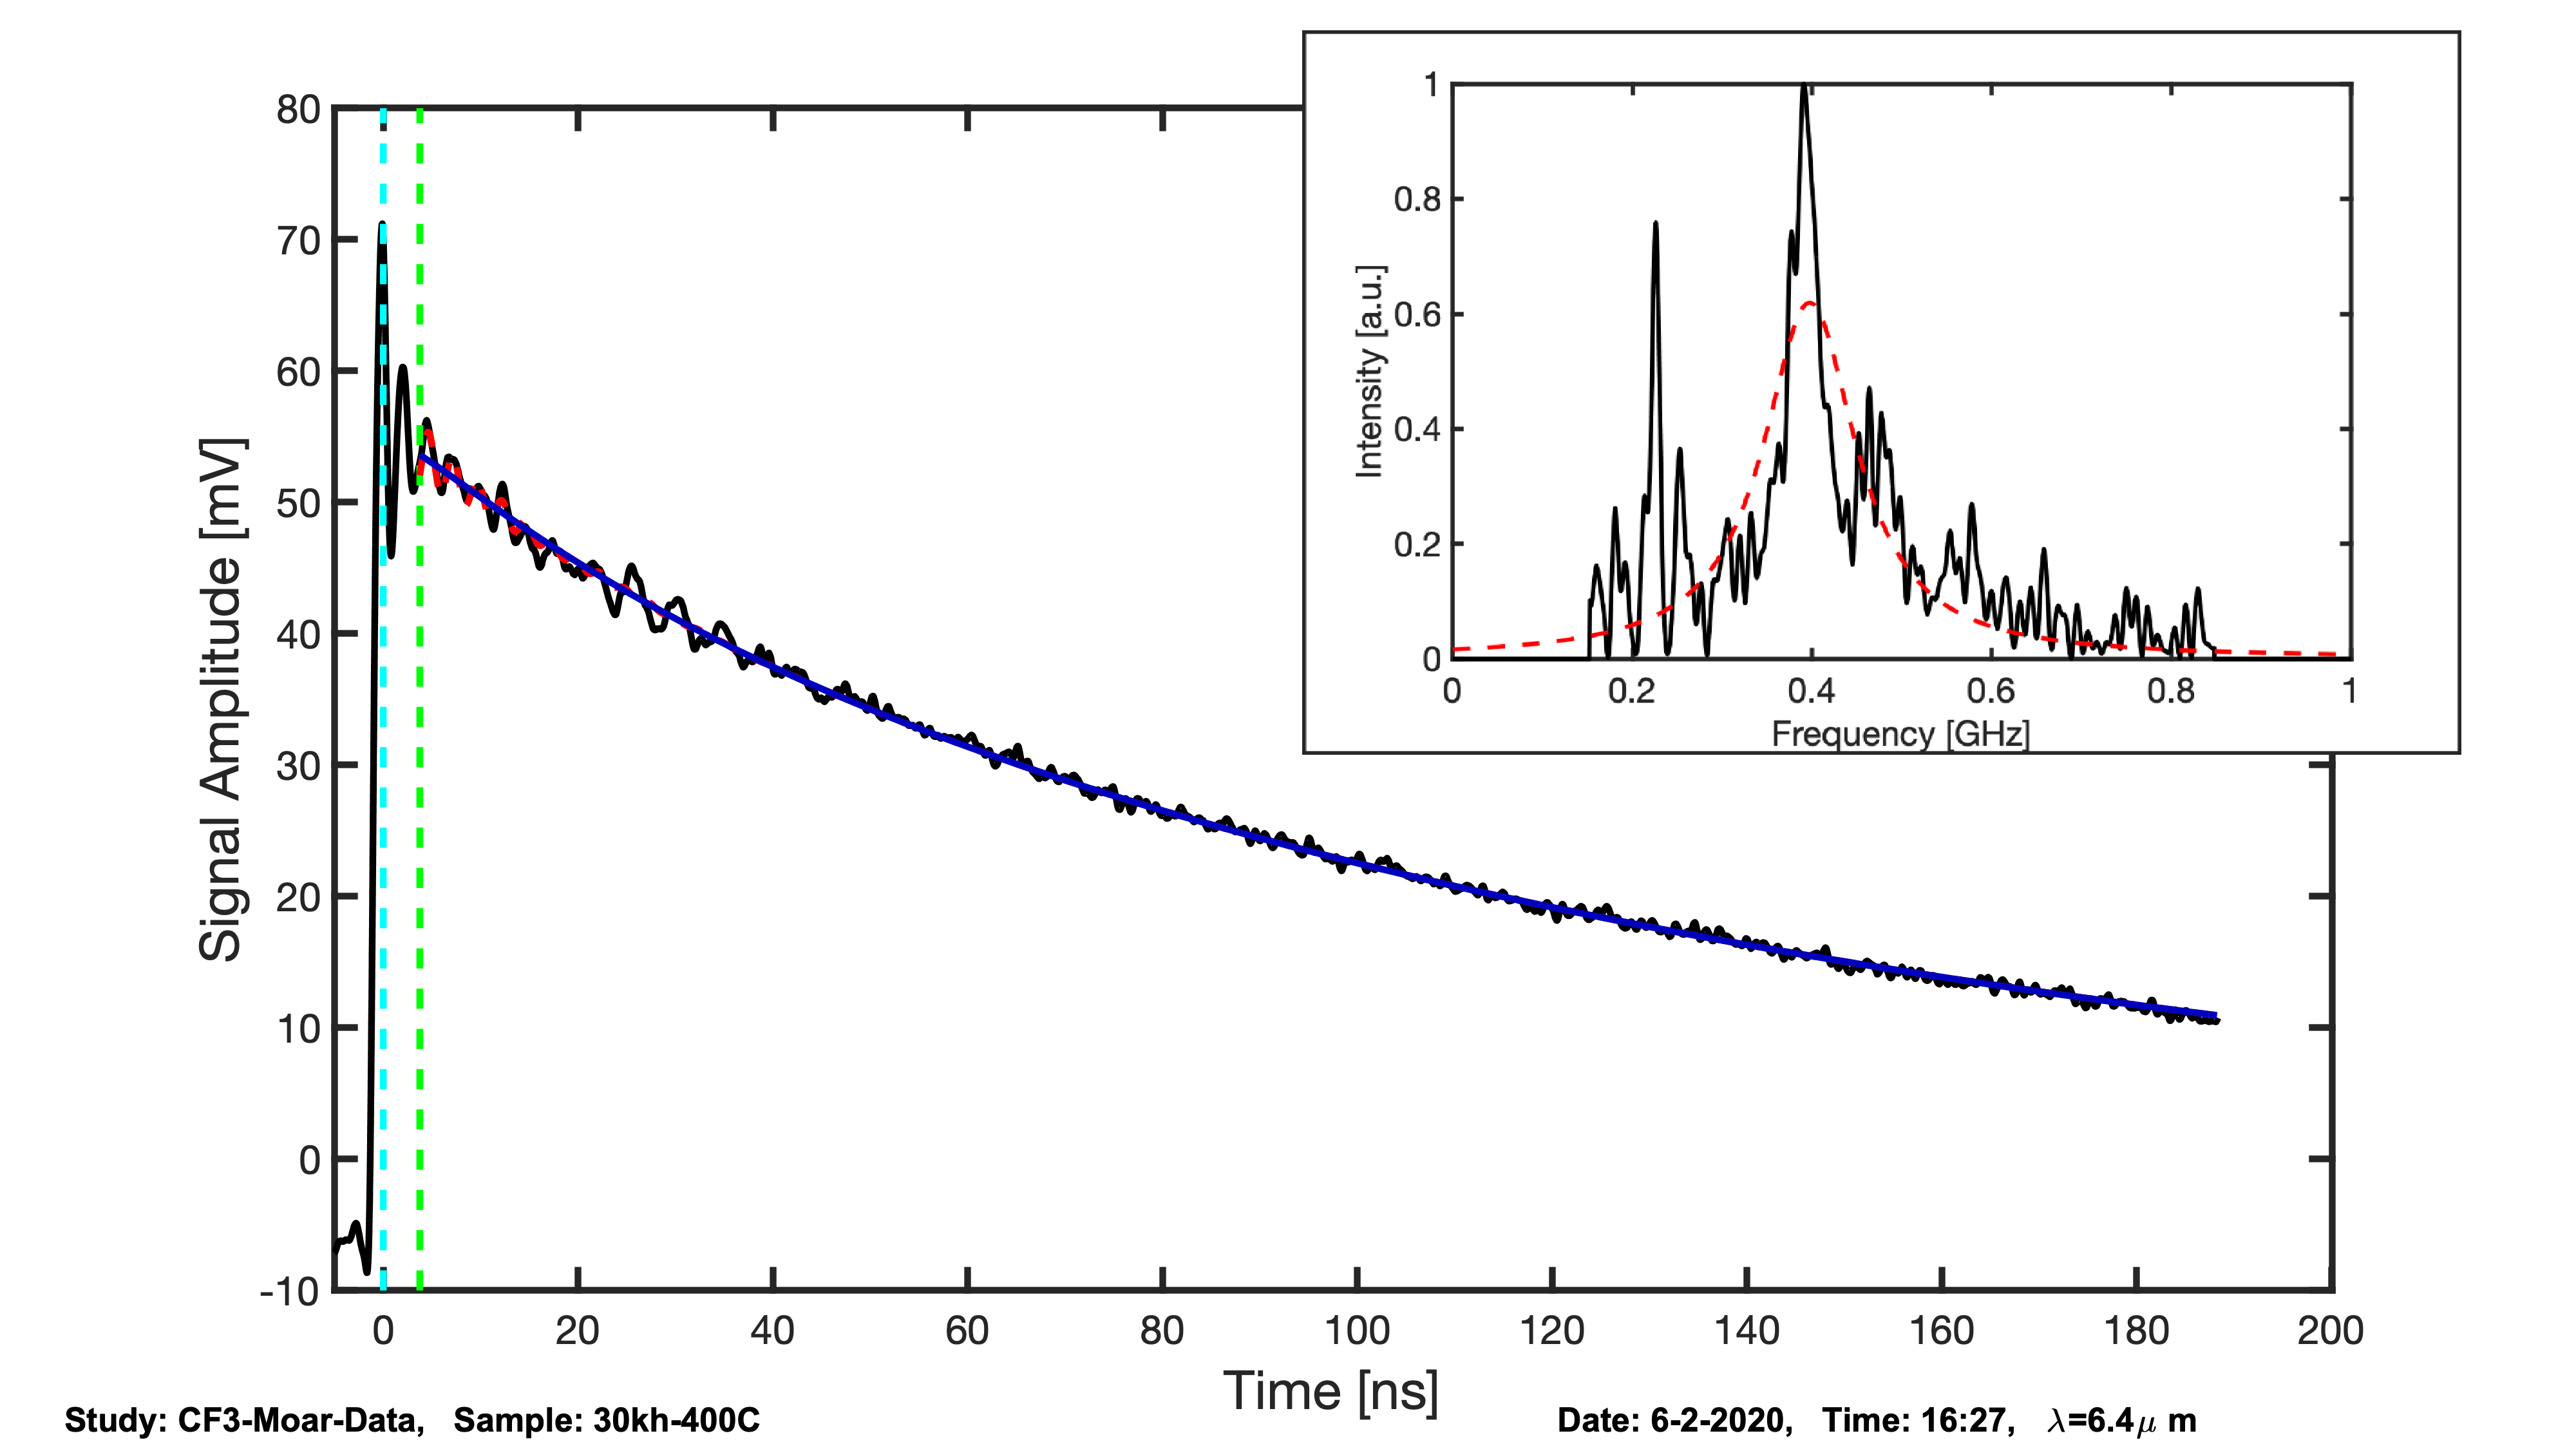 80
70
60
50
40
30
20
10
0
-10
Signal Amplitude [mV]
0 20 40 60 80 100 120 140 160 180 200
Time [ns]
1
0.8
0.6
0.4
0.2
0
Intensity [a.u.]
0 0.2 0.4 0.6 0.8 1
Frequency [GHz]
Study: CF3-Moar-Data, Sample: 30kh-400C
Date: 6-2-2020, Time: 16:27, λ=6.4μ m